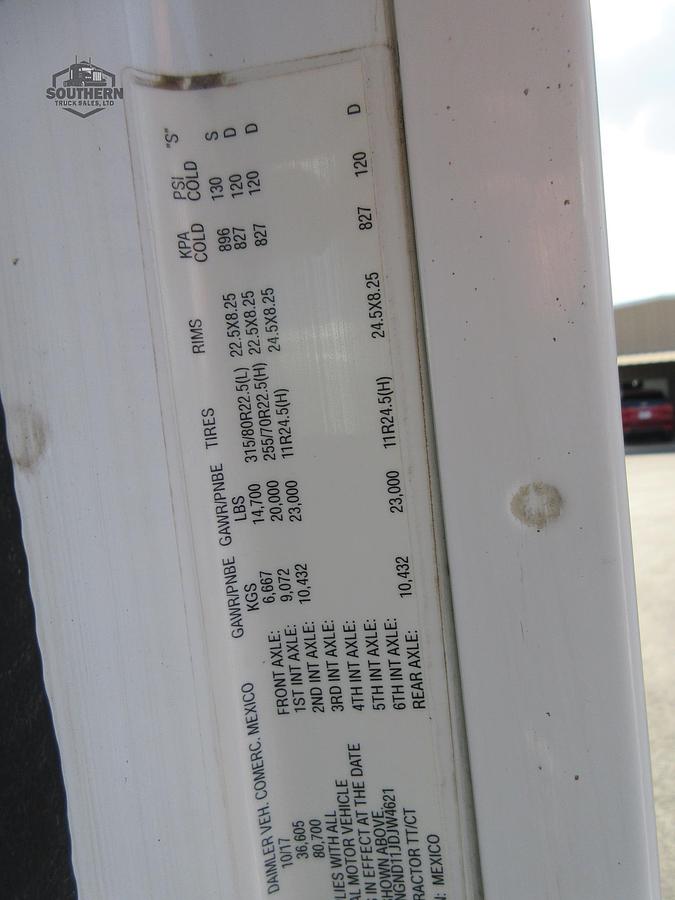 SOUTHERN
TRUCK SALES, LTD
DAIMLER VEH. COMERC. MEXICO
10/17
36,605
80,700
LIES WITH ALL
AL MOTOR VEHICLE
IN EFFECT AT THE DATE
SHOWN ABOVE.
NGND11JDJW4621
RACTOR TT/CT
N: MEXICO
GAWR/PNBE GAWR/PNBE TIRES RIMS KPA PSI "S"
KGS LBS COLD COLD
FRONT AXLE: 6,667 14,700 315/80R22.5(L) 22.5X8.25 896 130 S
1ST INT AXLE: 9,072 20,000 255/70R22.5(H) 22.5X8.25 827 120 D
2ND INT AXLE: 10,432 23,000 11R24.5(H) 24.5X8.25 827 120 D
3RD INT AXLE:
4TH INT AXLE:
5TH INT AXLE:
6TH INT AXLE:
REAR AXLE: 10,432 23,000 11R24.5(H) 24.5X8.25 827 120 D